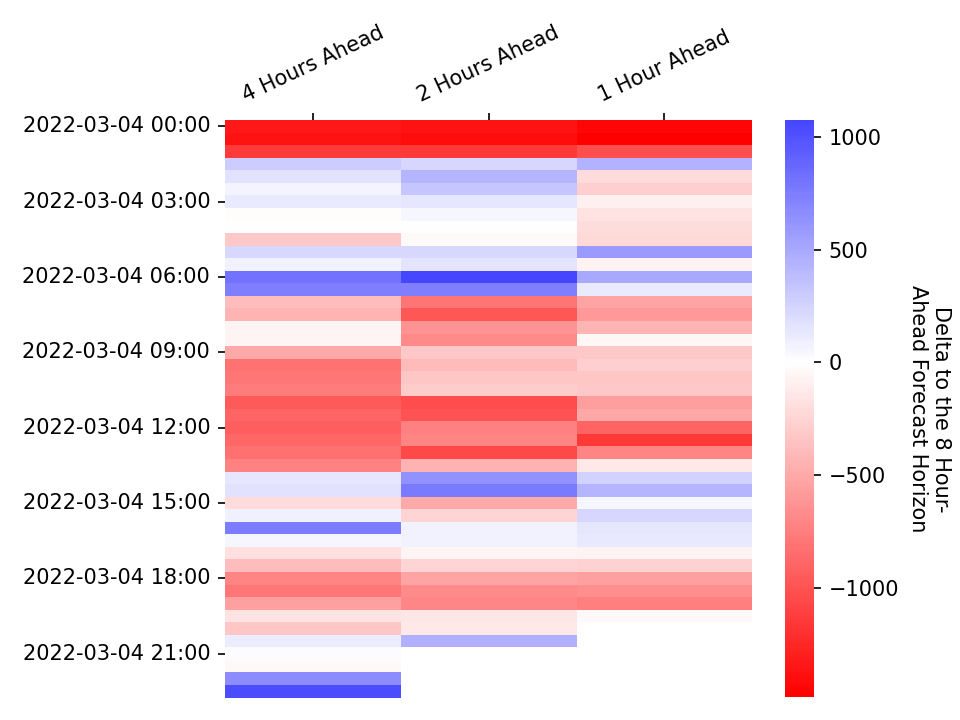 4 Hours Ahead
2 Hours Ahead
1 Hour Ahead
2022-03-04 00:00
2022-03-04 03:00
2022-03-04 06:00
2022-03-04 09:00
2022-03-04 12:00
2022-03-04 15:00
2022-03-04 18:00
2022-03-04 21:00
1000
500
0
−500
−1000
Delta to the 8 Hour-
Ahead Forecast Horizon